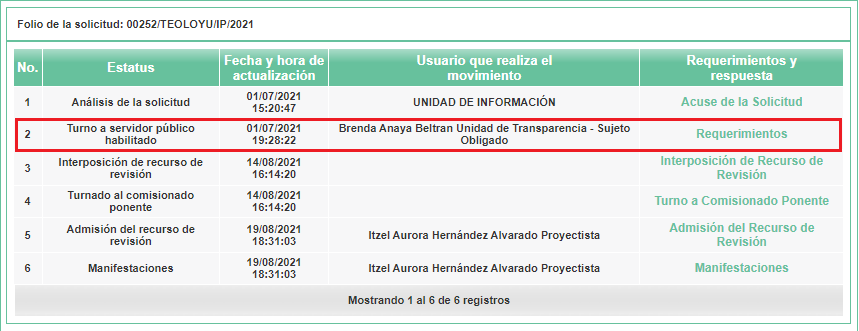 Folio de la solicitud: 00252/TEOLOYU/IP/2021
No. Estatus Fecha y hora de actualización Usuario que realiza el movimiento Requerimientos y respuesta
1 Análisis de la solicitud 01/07/2021 15:20:47 UNIDAD DE INFORMACIÓN Acuse de la Solicitud
2 Turno a servidor público habilitado 01/07/2021 19:28:22 Brenda Anaya Beltran Unidad de Transparencia - Sujeto Obligado Requerimientos
3 Interposición de recurso de revisión 14/08/2021 16:14:20 Interposición de Recurso de Revisión
4 Turnado al comisionado ponente 14/08/2021 16:14:20 Turno a Comisionado Ponente
5 Admisión del recurso de revisión 19/08/2021 18:31:03 Itzel Aurora Hernández Alvarado Proyectista Admisión del Recurso de Revisión
6 Manifestaciones 19/08/2021 18:31:03 Itzel Aurora Hernández Alvarado Proyectista Manifestaciones
Mostrando 1 al 6 de 6 registros